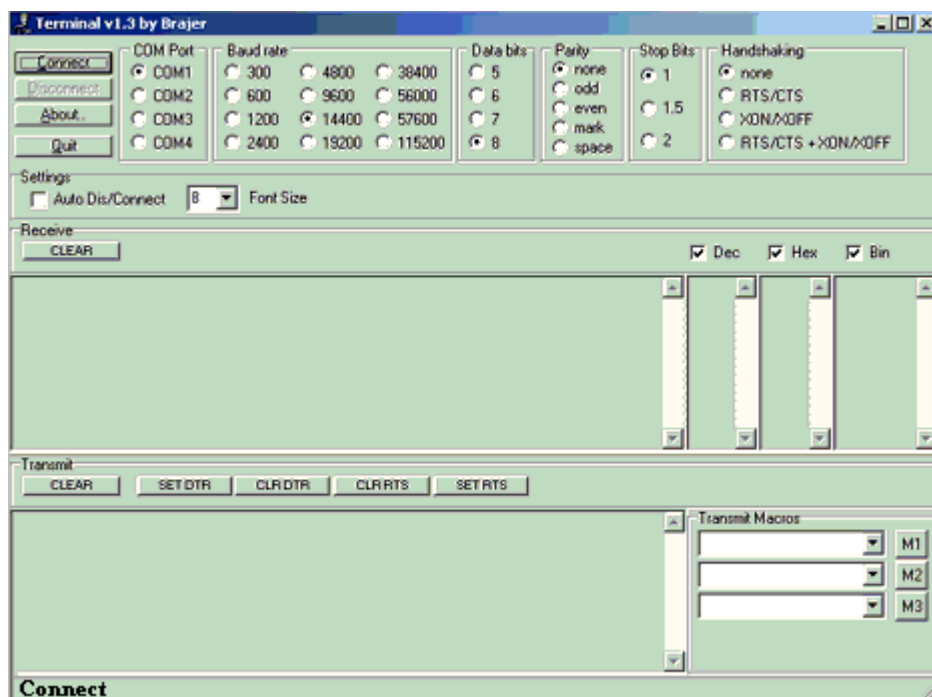 Terminal v1.3 by Brajer
Connect
Disconnect
About..
Quit
COM Port
COM1
COM2
COM3
COM4
Baud rate
300 4800 38400
600 9600 56000
1200 14400 57600
2400 19200 115200
Data bits
5
6
7
8
Parity
none
odd
even
mark
space
Stop Bits
1
1.5
2
Handshaking
none
RTS/CTS
XON/XOFF
RTS/CTS + XON/XOFF
Settings
Auto Dis/Connect 8 Font Size
Receive
CLEAR Dec Hex Bin
Transmit
CLEAR SET DTR CLR DTR CLR RTS SET RTS
Transmit Macros
M1
M2
M3
Connect